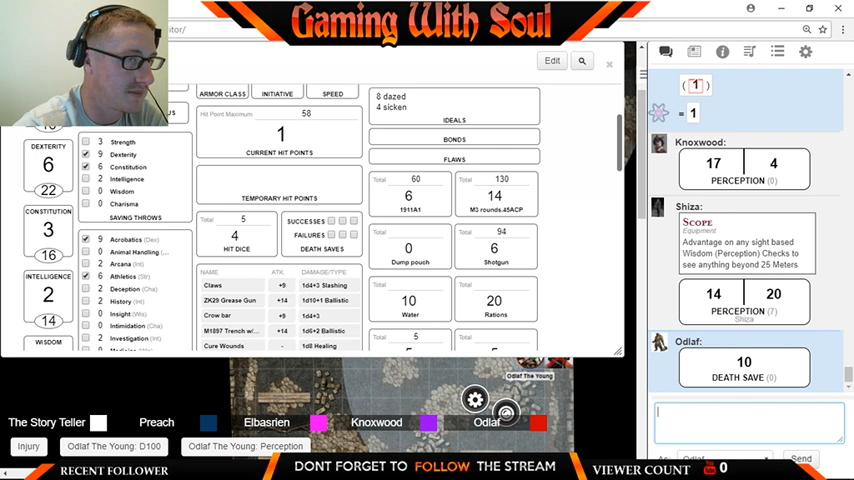 Gaming With Soul
itor/
Edit
ARMOR CLASS
INITIATIVE
SPEED
8 dazed
4 sicken
IDEALS
BONDS
FLAWS
Hit Point Maximum 58
1
CURRENT HIT POINTS
TEMPORARY HIT POINTS
Total 5
4
HIT DICE
SUCCESSES
FAILURES
DEATH SAVES
DEXTERITY
6
22
CONSTITUTION
3
16
INTELLIGENCE
2
14
WISDOM
3 Strength
9 Dexterity
6 Constitution
2 Intelligence
0 Wisdom
0 Charisma
SAVING THROWS
9 Acrobatics (Dex)
0 Animal Handling (...
2 Arcana (Int)
6 Athletics (Str)
2 Deception (Cha)
2 History (Int)
0 Insight (Wis)
0 Intimidation (Cha)
2 Investigation (Int)
NAME ATK DAMAGE/TYPE
Claws +9 1d4+3 Slashing
ZK29 Grease Gun +14 1d10+1 Ballistic
Crow bar +9 1d4+3
M1897 Trench w/... +14 1d6+2 Ballistic
Cure Wounds - 1d8 Healing
Total 60
6
1911A1
Total 130
14
M3 rounds.45ACP
Total
0
Dump pouch
Total 94
6
Shotgun
Total
10
Water
Total
20
Rations
Total 5
Total
( 1 )
= 1
Knoxwood:
17 4
PERCEPTION (0)
Shiza:
SCOPE
Equipment
Advantage on any sight based
Wisdom (Perception) Checks to
see anything beyond 25 Meters
14 20
PERCEPTION (7)
Shiza
Odlaf:
10
DEATH SAVE (0)
As:
Send
Odlaf The Young
The Story Teller
Preach
Elbasrien
Knoxwood
Odlaf
Injury
Odlaf The Young: D100
Odlaf The Young: Perception
RECENT FOLLOWER
DONT FORGET TO FOLLOW THE STREAM
VIEWER COUNT
0